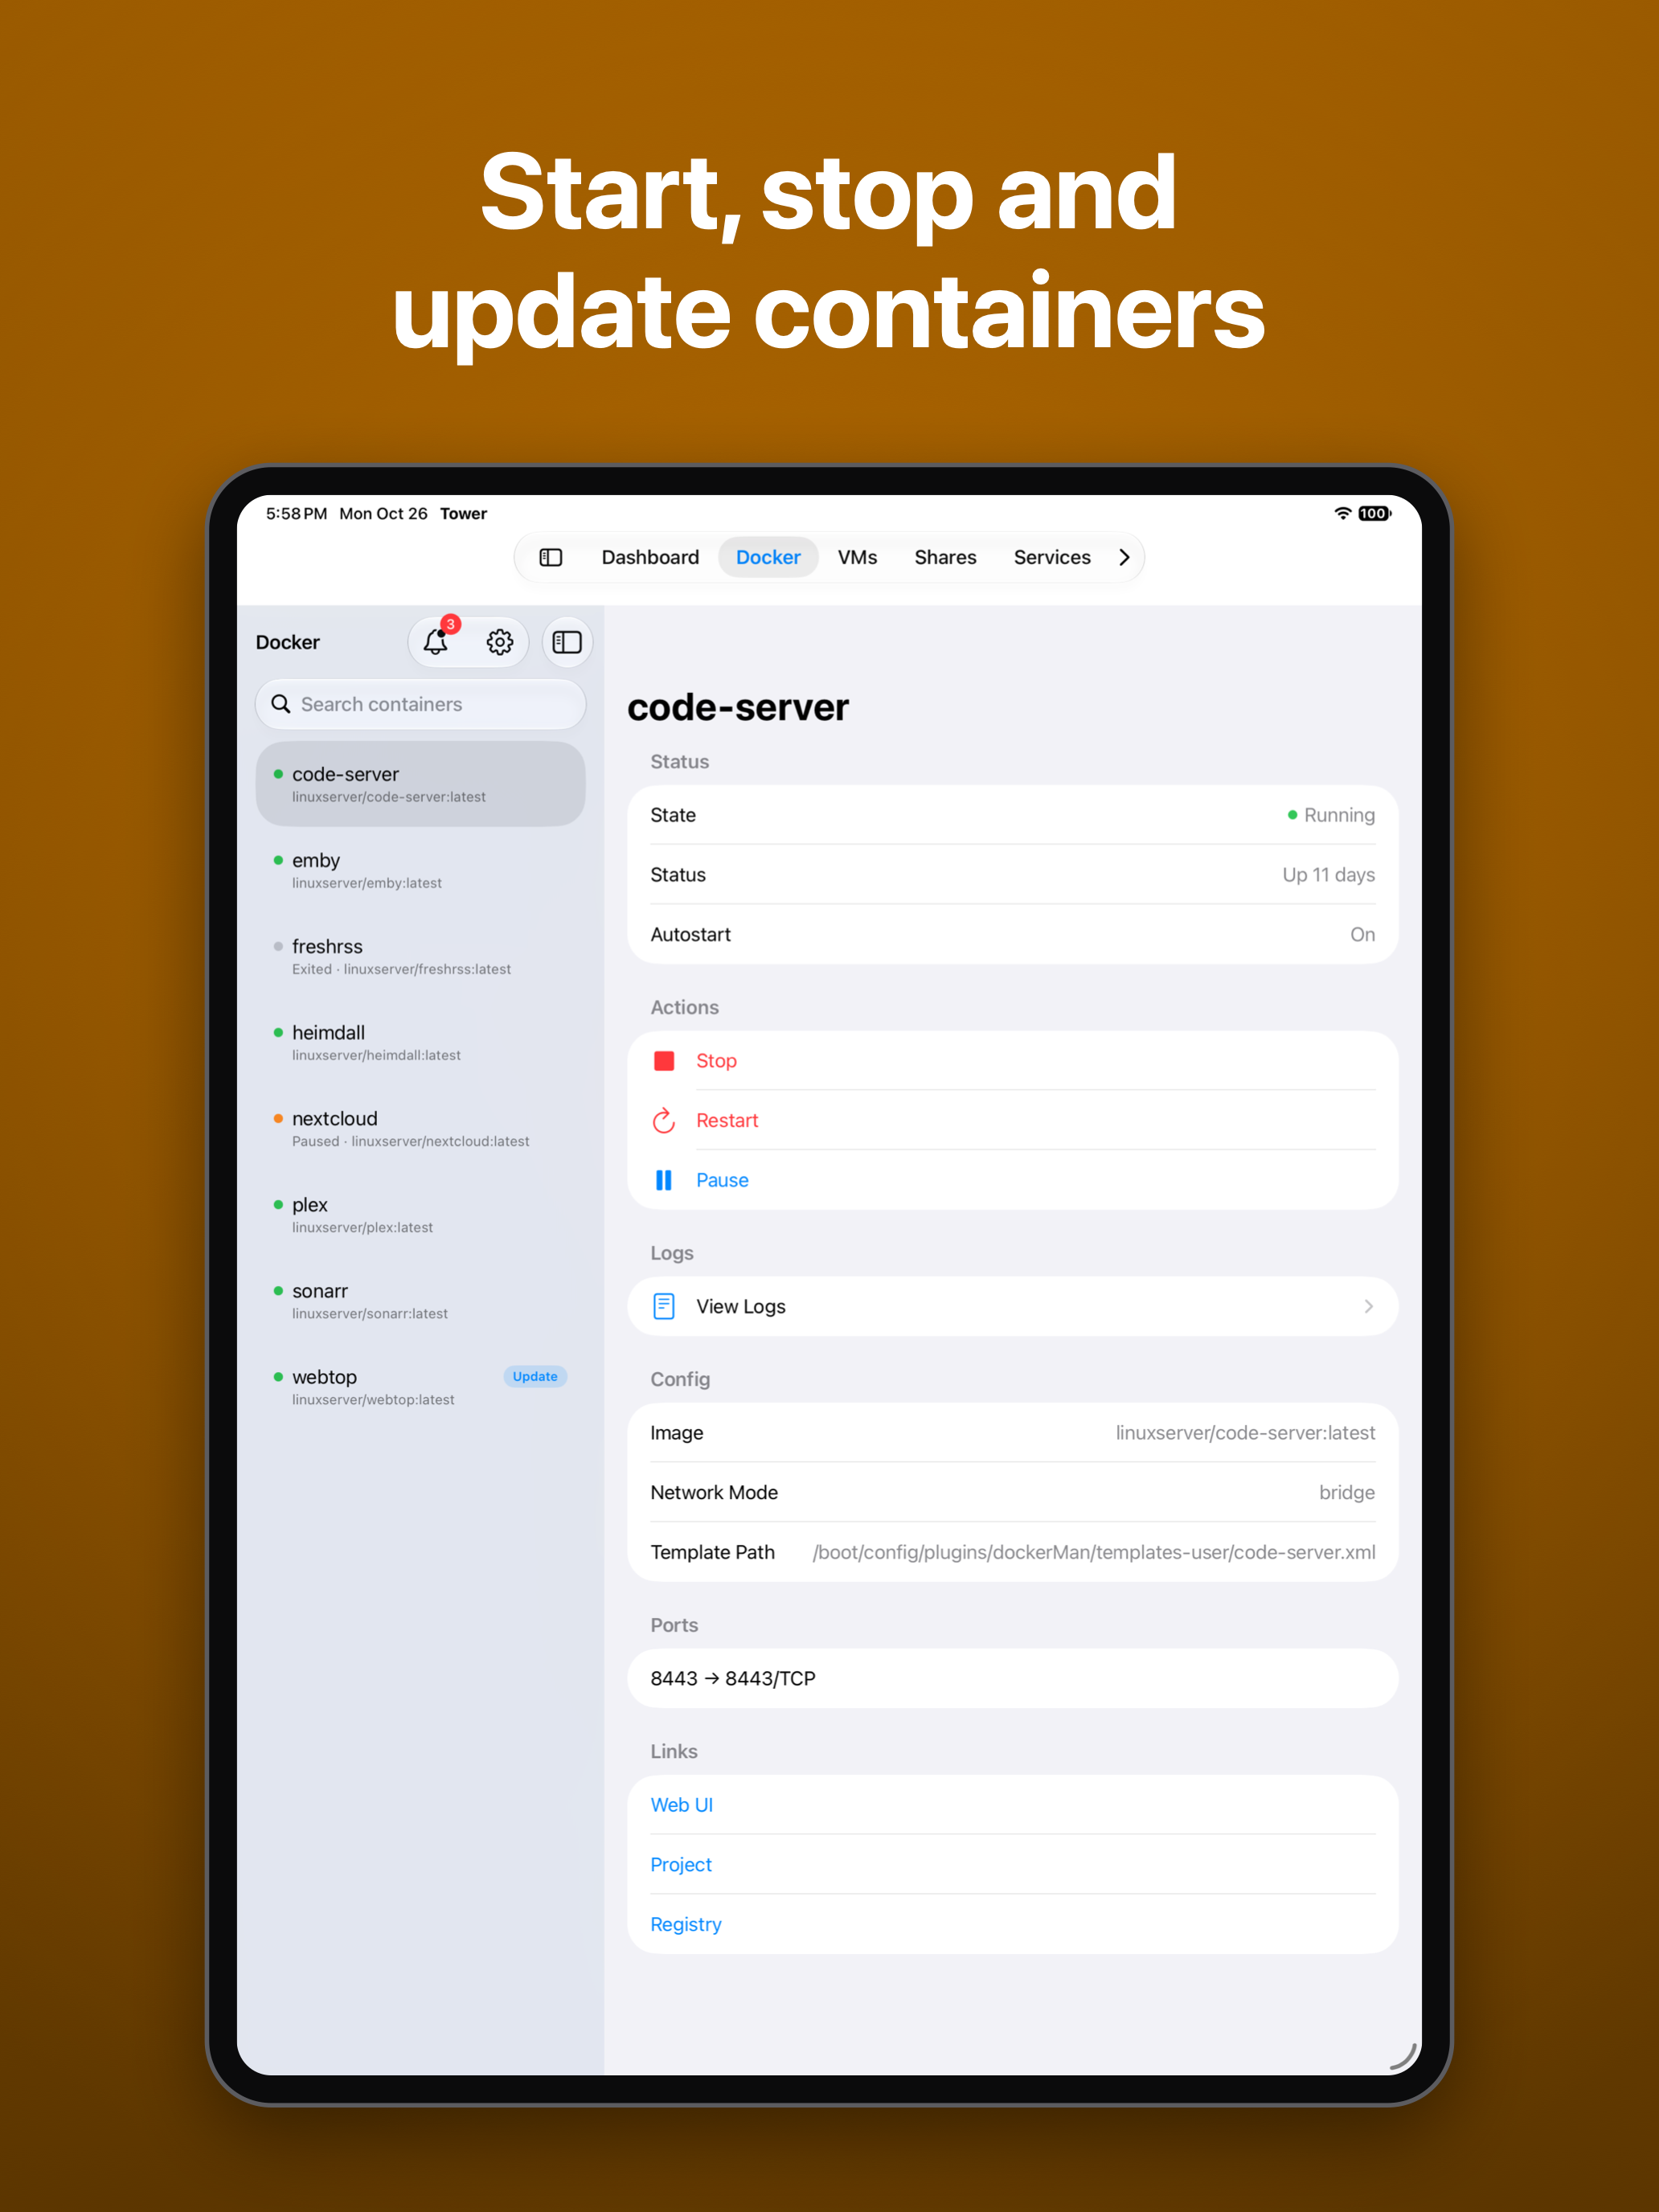 Start, stop and
update containers
5:58 PM Mon Oct 26 Tower
100
Dashboard Docker VMs Shares Services
Docker
3
Search containers
code-server
linuxserver/code-server:latest
emby
linuxserver/emby:latest
freshrss
Exited · linuxserver/freshrss:latest
heimdall
linuxserver/heimdall:latest
nextcloud
Paused · linuxserver/nextcloud:latest
plex
linuxserver/plex:latest
sonarr
linuxserver/sonarr:latest
webtop Update
linuxserver/webtop:latest
code-server
Status
State Running
Status Up 11 days
Autostart On
Actions
Stop
Restart
Pause
Logs
View Logs
Config
Image linuxserver/code-server:latest
Network Mode bridge
Template Path /boot/config/plugins/dockerMan/templates-user/code-server.xml
Ports
8443 → 8443/TCP
Links
Web UI
Project
Registry